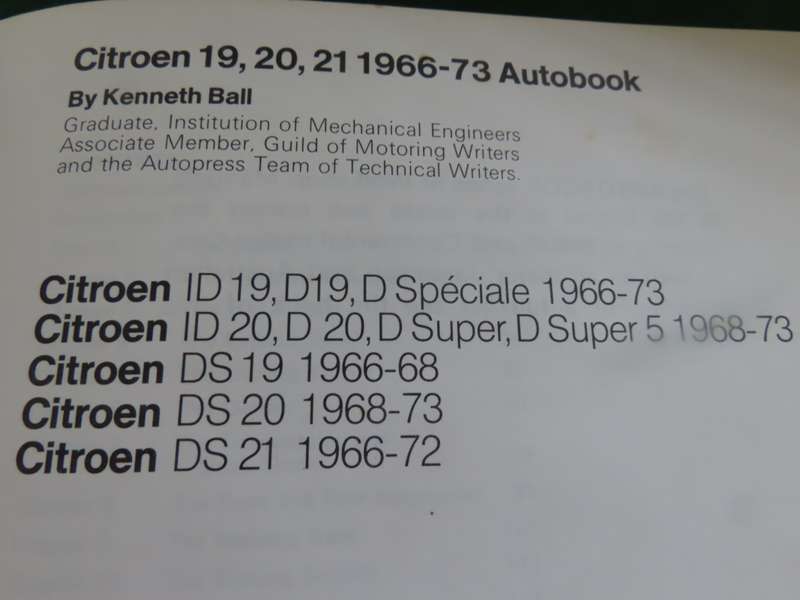 Citroen 19, 20, 21 1966-73 Autobook
By Kenneth Ball
Graduate, Institution of Mechanical Engineers
Associate Member, Guild of Motoring Writers
and the Autopress Team of Technical Writers.
Citroen ID 19, D19, D Spéciale 1966-73
Citroen ID 20, D 20, D Super, D Super 5 1968-73
Citroen DS 19 1966-68
Citroen DS 20 1968-73
Citroen DS 21 1966-72